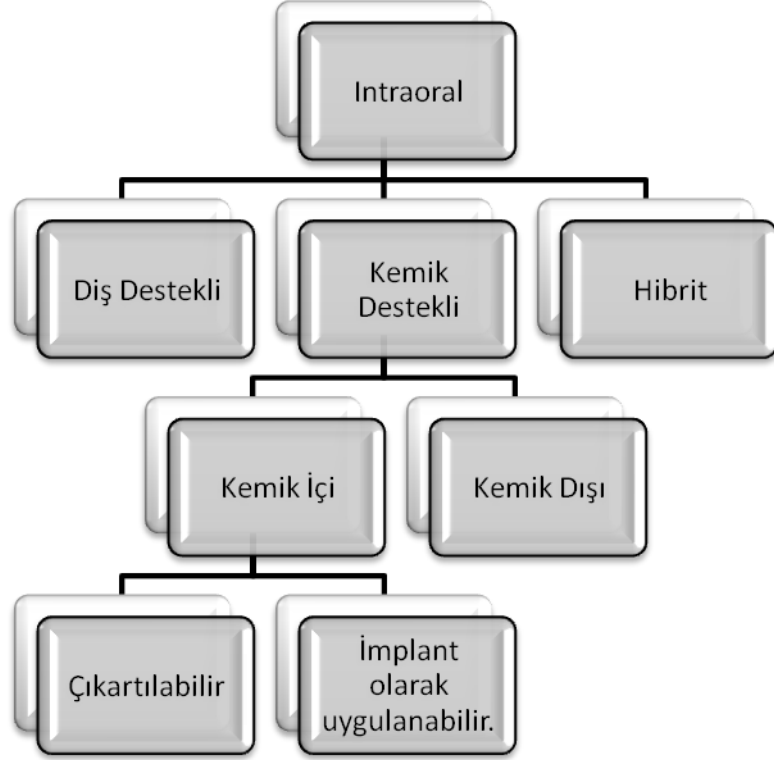 Intraoral
Diş Destekli
Kemik
Destekli
Hibrit
Kemik İçi
Kemik Dışı
Çıkartılabilir
İmplant
olarak
uygulanabilir.